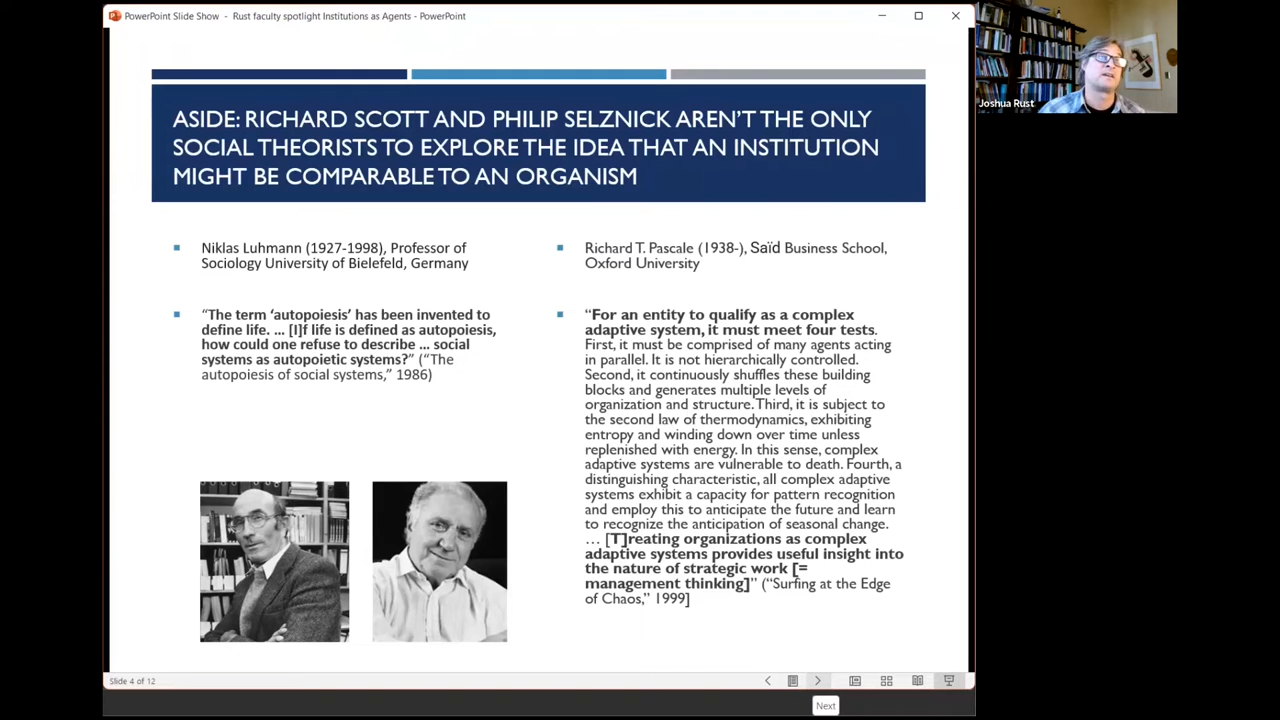 PowerPoint Slide Show - Rust faculty spotlight Institutions as Agents - PowerPoint
Joshua Rust
ASIDE: RICHARD SCOTT AND PHILIP SELZNICK AREN'T THE ONLY
SOCIAL THEORISTS TO EXPLORE THE IDEA THAT AN INSTITUTION
MIGHT BE COMPARABLE TO AN ORGANISM
Niklas Luhmann (1927-1998), Professor of
Sociology University of Bielefeld, Germany
“The term ‘autopoiesis’ has been invented to
define life. ... [I]f life is defined as autopoiesis,
how could one refuse to describe ... social
systems as autopoietic systems?” (“The
autopoiesis of social systems,” 1986)
Richard T. Pascale (1938-), Saïd Business School,
Oxford University
“For an entity to qualify as a complex
adaptive system, it must meet four tests.
First, it must be comprised of many agents acting
in parallel. It is not hierarchically controlled.
Second, it continuously shuffles these building
blocks and generates multiple levels of
organization and structure. Third, it is subject to
the second law of thermodynamics, exhibiting
entropy and winding down over time unless
replenished with energy. In this sense, complex
adaptive systems are vulnerable to death. Fourth, a
distinguishing characteristic, all complex adaptive
systems exhibit a capacity for pattern recognition
and employ this to anticipate the future and learn
to recognize the anticipation of seasonal change.
… [T]reating organizations as complex
adaptive systems provides useful insight into
the nature of strategic work [=
management thinking]” (“Surfing at the Edge
of Chaos,” 1999]
Slide 4 of 12
Next